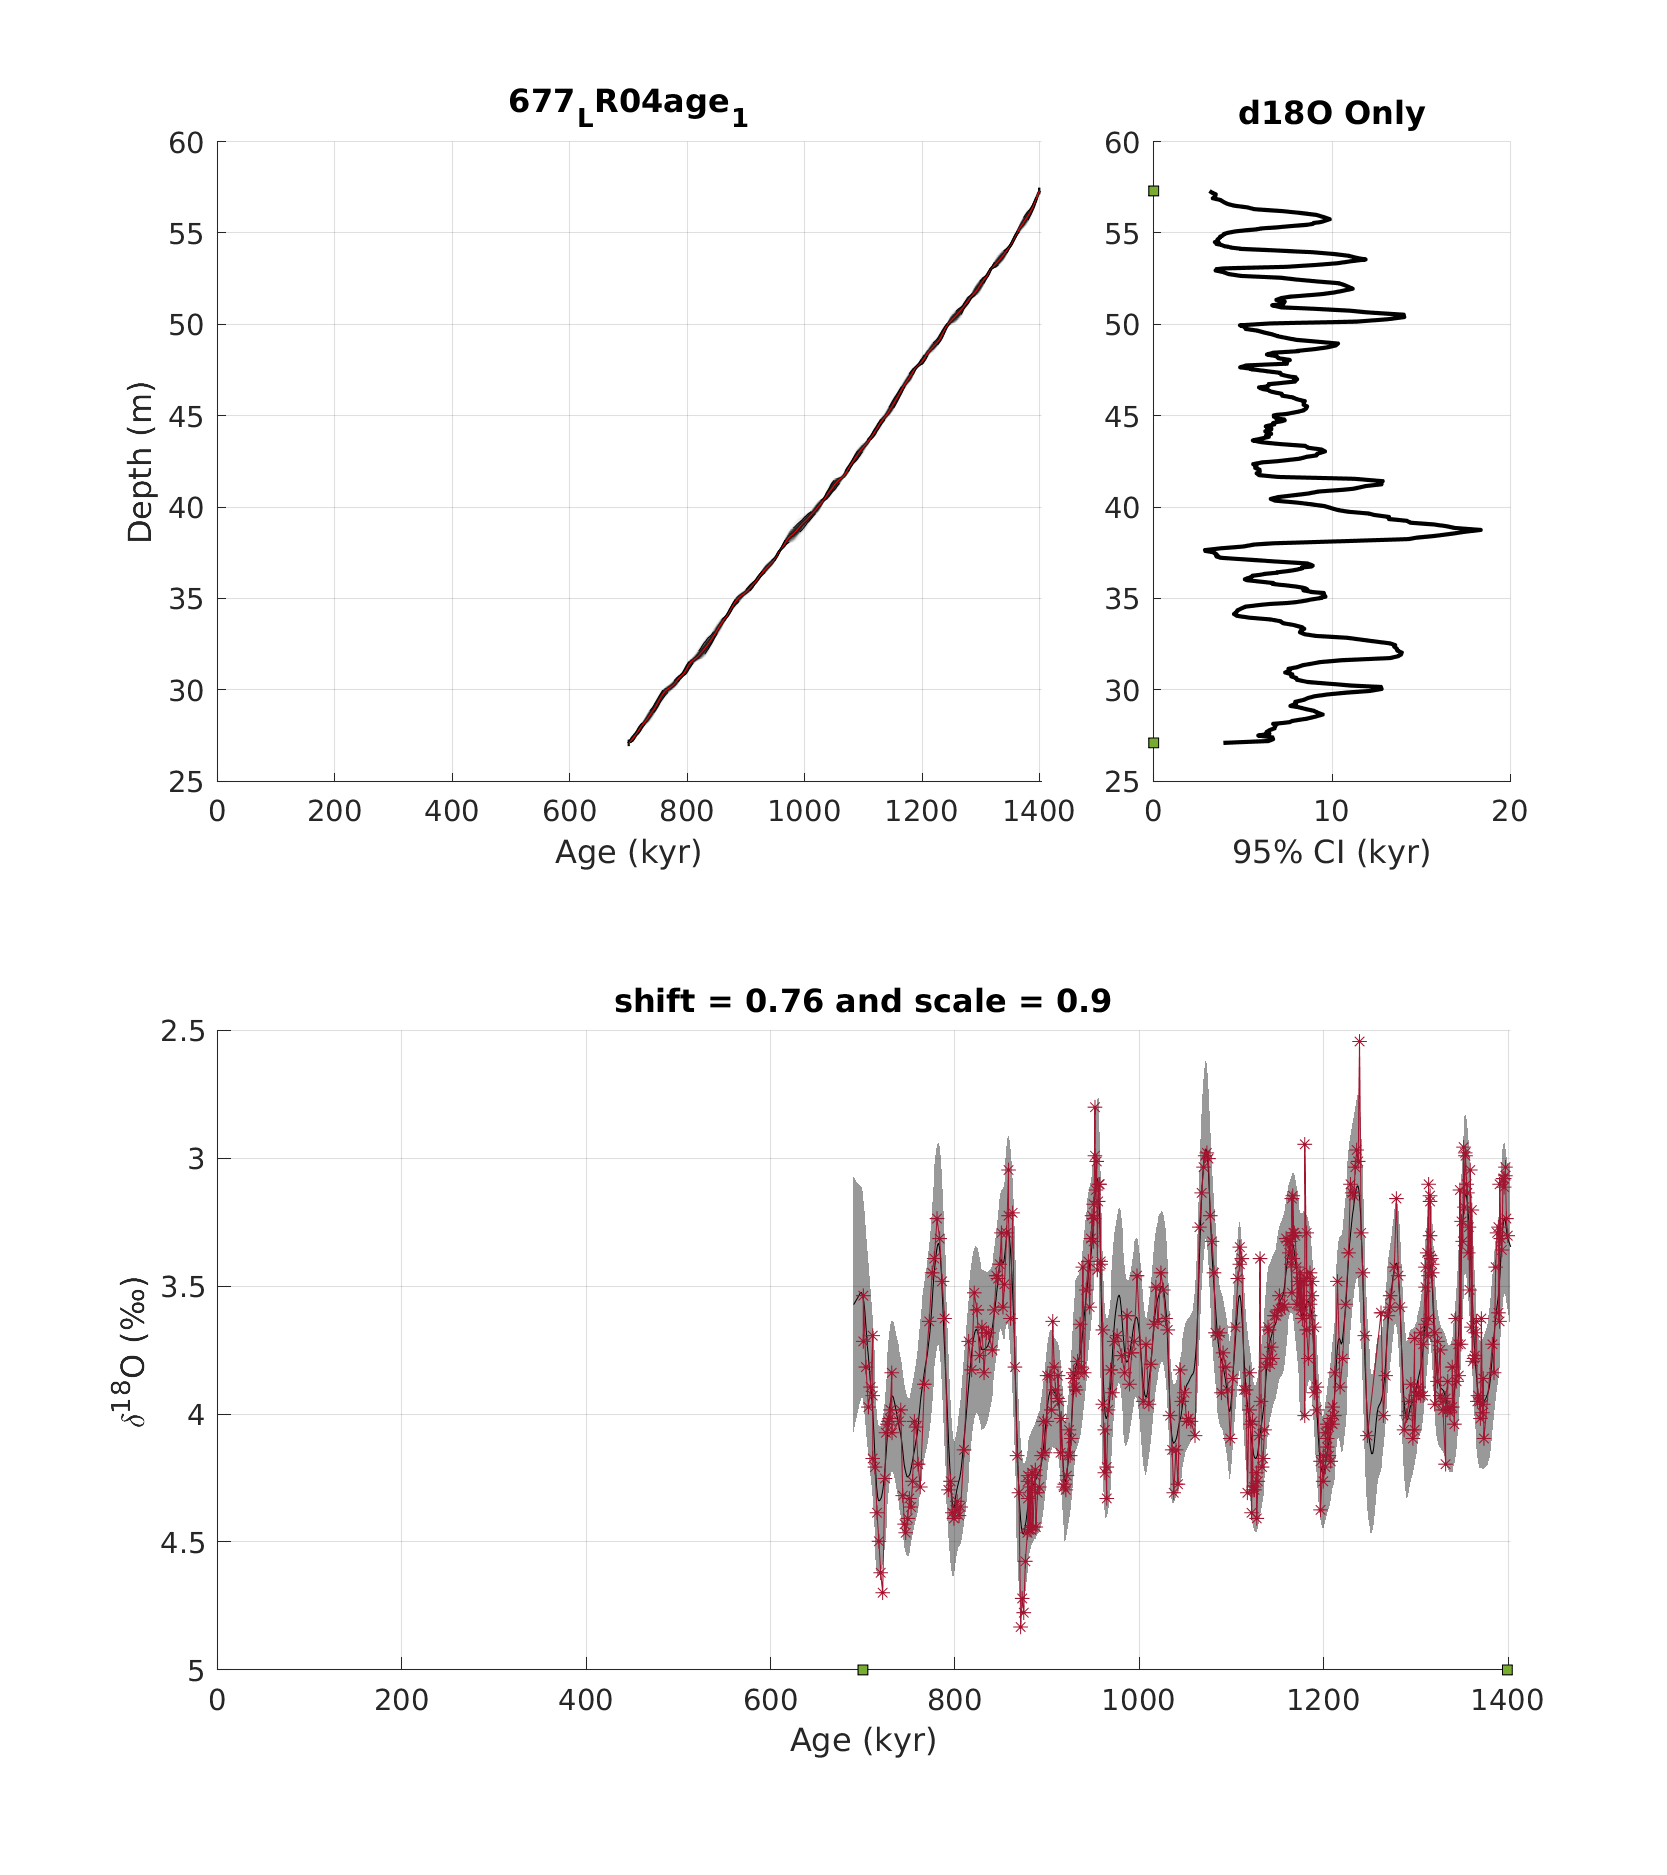 677LR04age1
d18O Only
60
55
50
45
40
35
30
25
Depth (m)
0 200 400 600 800 1000 1200 1400
Age (kyr)
60
55
50
45
40
35
30
25
0 10 20
95% CI (kyr)
shift = 0.76 and scale = 0.9
2.5
3
3.5
4
4.5
5
δ18O (‰)
0 200 400 600 800 1000 1200 1400
Age (kyr)